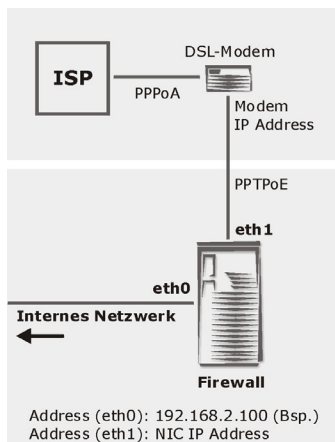 DSL-Modem
ISP
PPPoA
Modem
IP Address
PPTPoE
eth1
eth0
Internes Netzwerk
Firewall
Address (eth0): 192.168.2.100 (Bsp.)
Address (eth1): NIC IP Address